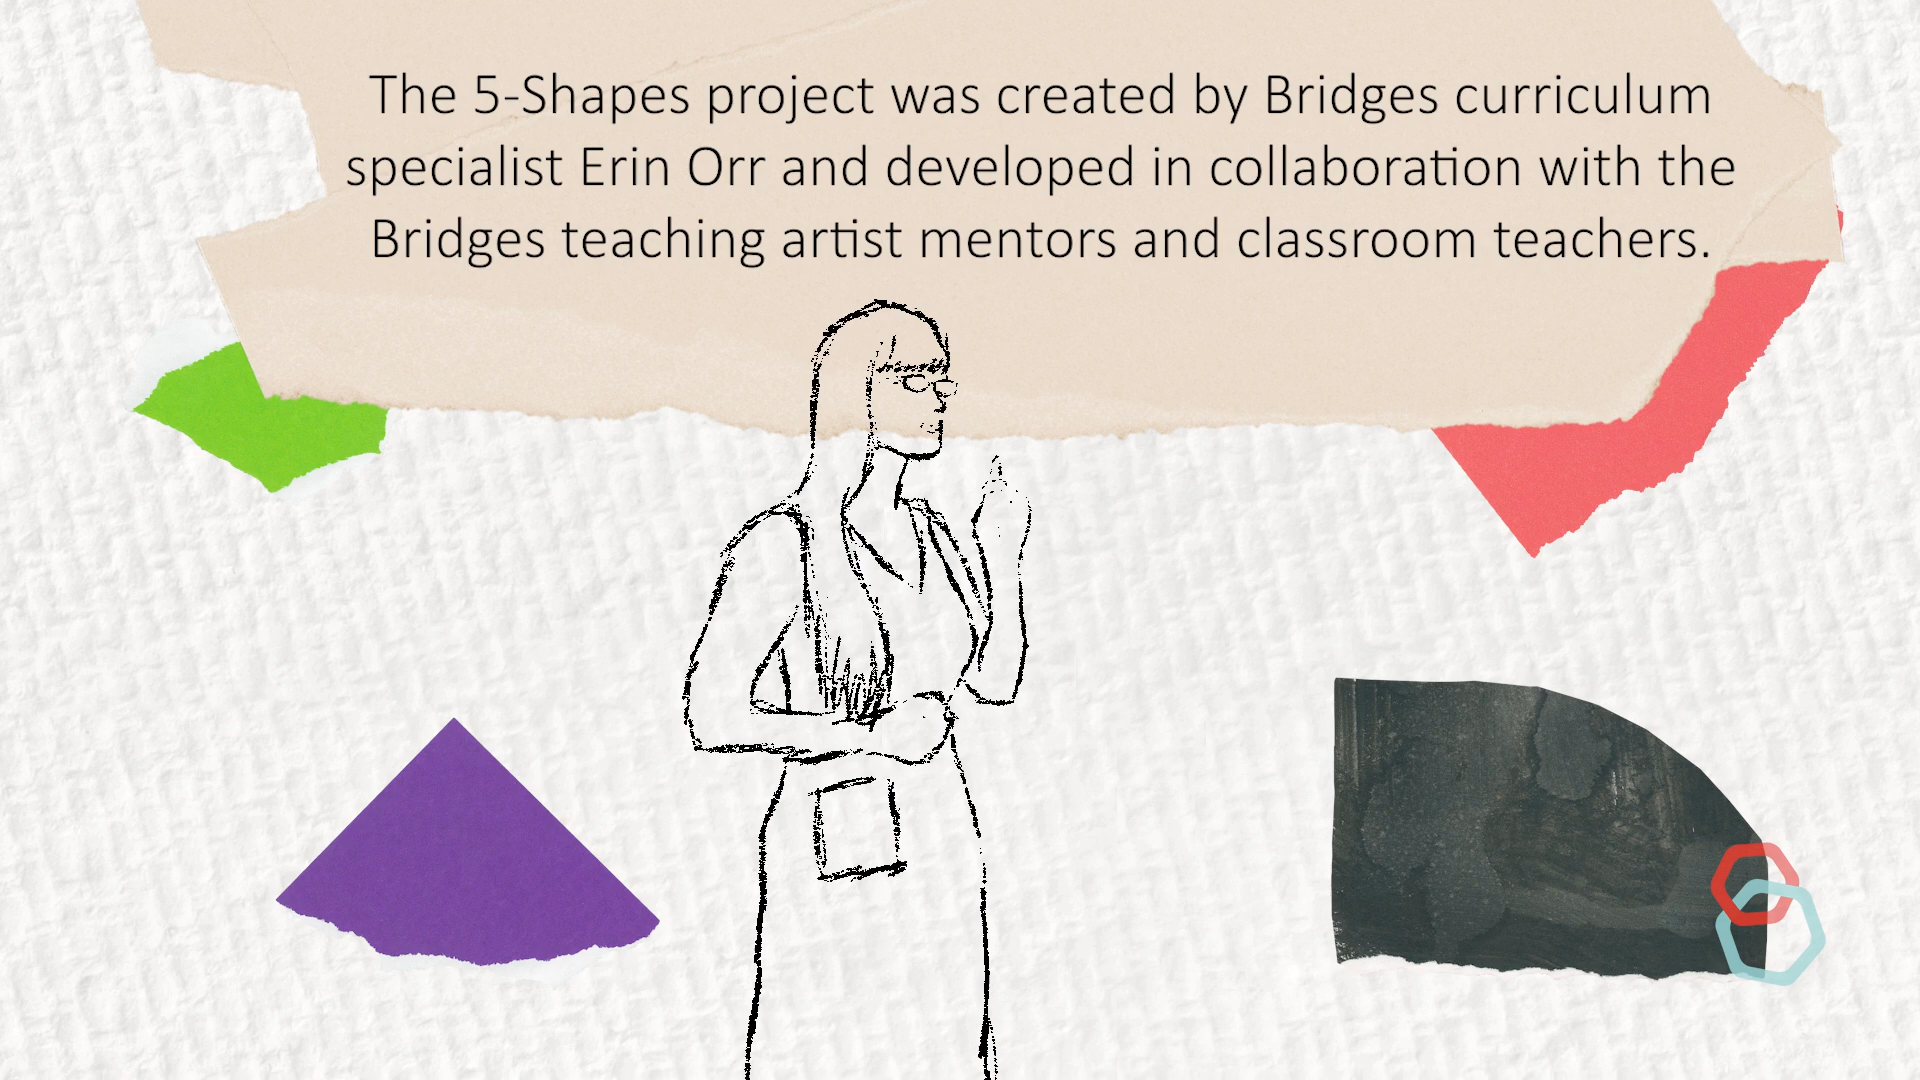 The 5-Shapes project was created by Bridges curriculum
specialist Erin Orr and developed in collaboration with the
Bridges teaching artist mentors and classroom teachers.